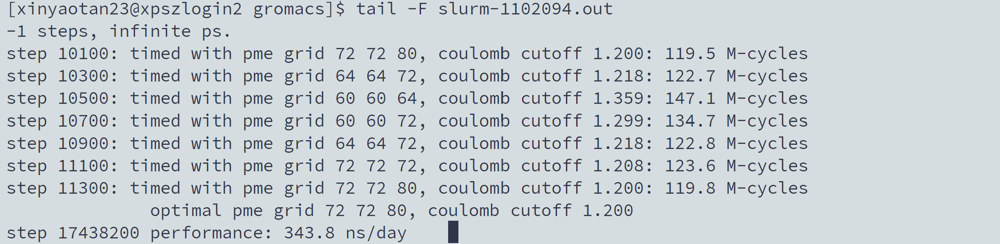 [xinyaotan23@xpszlogin2 gromacs]$ tail -F slurm-1102094.out
-1 steps, infinite ps.
step 10100: timed with pme grid 72 72 80, coulomb cutoff 1.200: 119.5 M-cycles
step 10300: timed with pme grid 64 64 72, coulomb cutoff 1.218: 122.7 M-cycles
step 10500: timed with pme grid 60 60 64, coulomb cutoff 1.359: 147.1 M-cycles
step 10700: timed with pme grid 60 60 72, coulomb cutoff 1.299: 134.7 M-cycles
step 10900: timed with pme grid 64 64 72, coulomb cutoff 1.218: 122.8 M-cycles
step 11100: timed with pme grid 72 72 72, coulomb cutoff 1.208: 123.6 M-cycles
step 11300: timed with pme grid 72 72 80, coulomb cutoff 1.200: 119.8 M-cycles
optimal pme grid 72 72 80, coulomb cutoff 1.200
step 17438200 performance: 343.8 ns/day